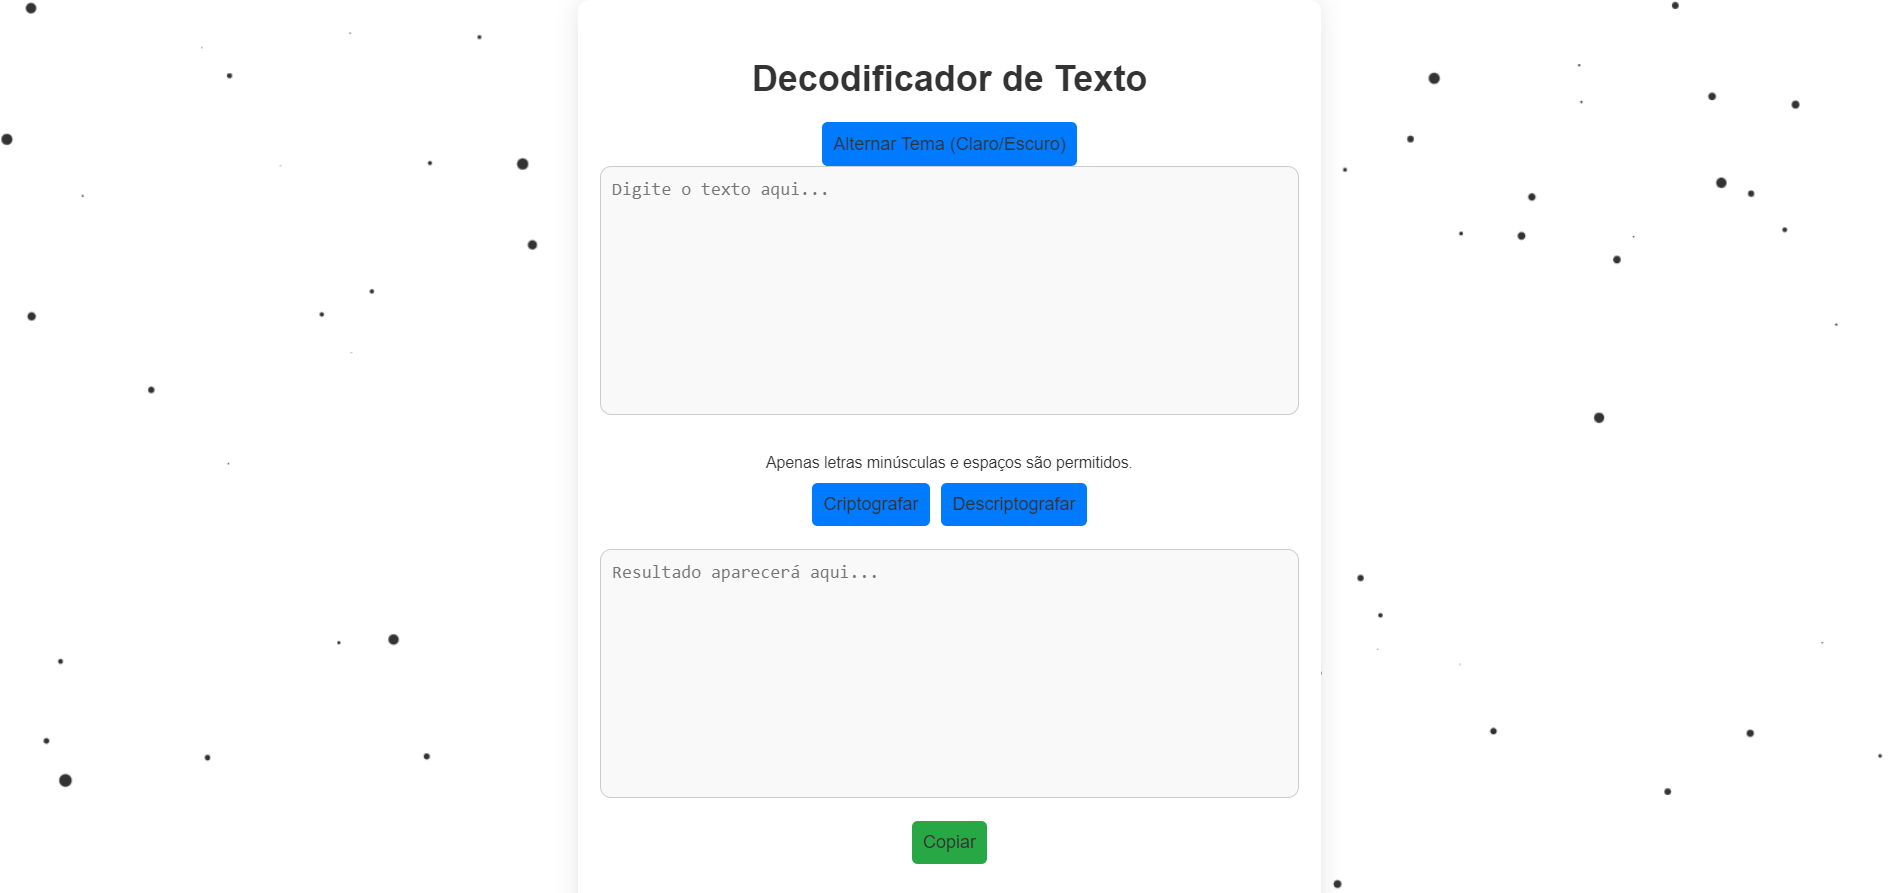 Decodificador de Texto
Alternar Tema (Claro/Escuro)
Digite o texto aqui...
Apenas letras minúsculas e espaços são permitidos.
Criptografar Descriptografar
Resultado aparecerá aqui...
Copiar